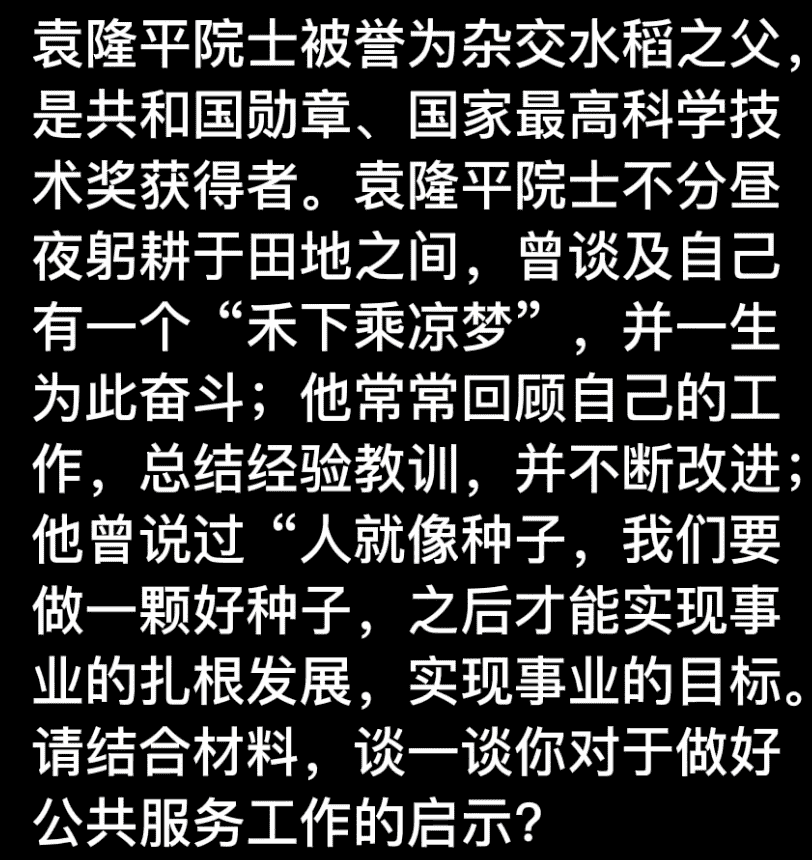 袁隆平院士被誉为杂交水稻之父，
是共和国勋章、国家最高科学技
术奖获得者。袁隆平院士不分昼
夜躬耕于田地之间，曾谈及自己
有一个“禾下乘凉梦”，并一生
为此奋斗；他常常回顾自己的工
作，总结经验教训，并不断改进；
他曾说过“人就像种子，我们要
做一颗好种子，之后才能实现事
业的扎根发展，实现事业的目标。
请结合材料，谈一谈你对于做好
公共服务工作的启示？